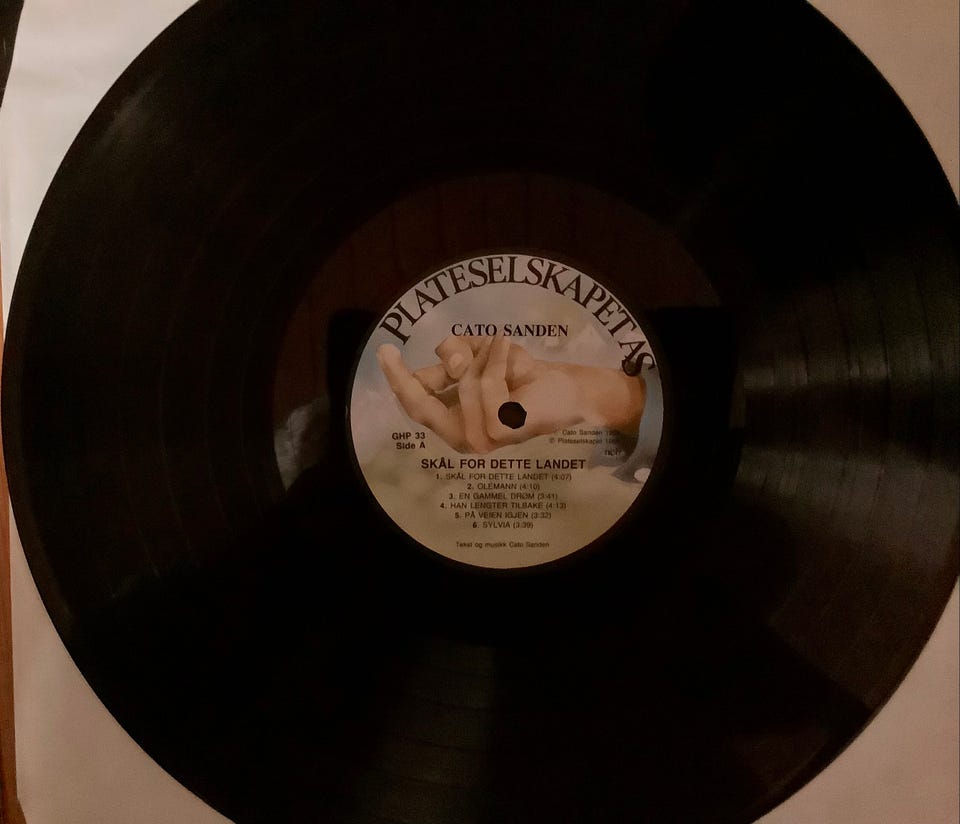 PLATESELSKAPET AS
CATO SANDEN
GHP 33
Side A
Cato Sanden
℗ Plateselskapet
SKÅL FOR DETTE LANDET
1. SKÅL FOR DETTE LANDET (4:07)
2. OLEMANN (4:10)
3. EN GAMMEL DRØM (3:41)
4. HAN LENGTER TILBAKE (4:13)
5. PÅ VEIEN IGJEN (3:32)
6. SYLVIA (3:39)
Tekst og musikk Cato Sanden